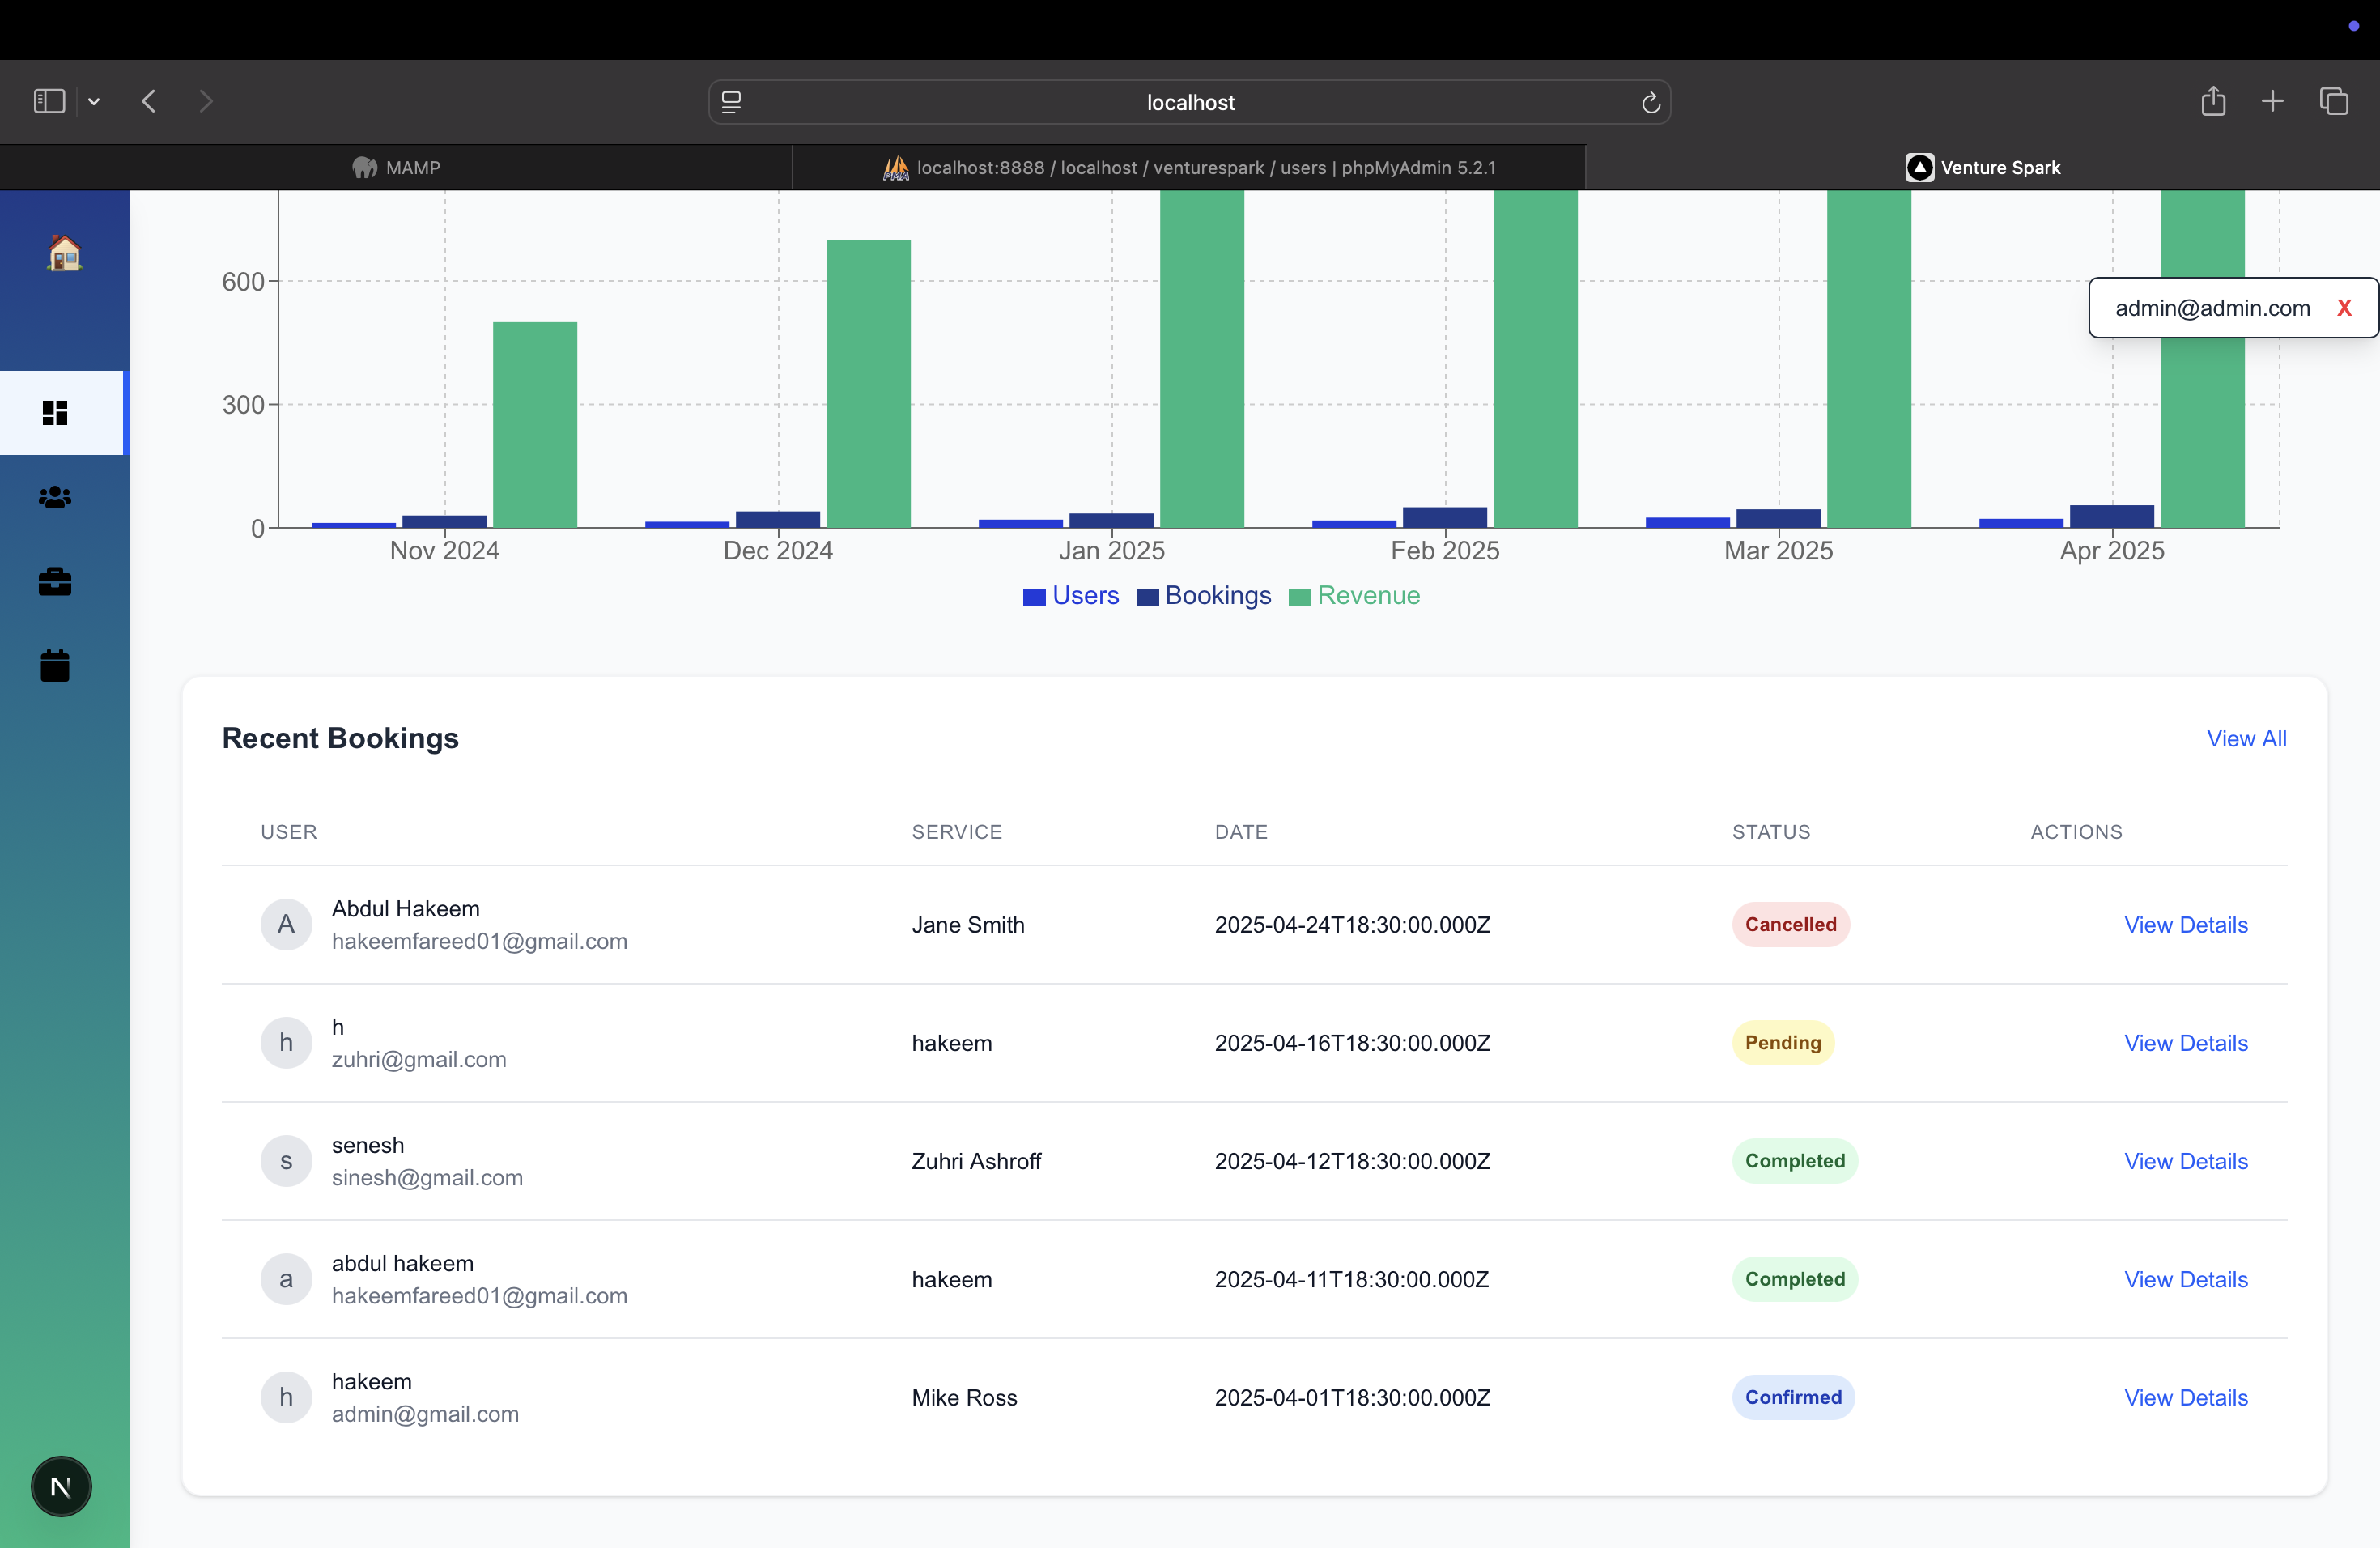 localhost
MAMP
localhost:8888 / localhost / venturespark / users | phpMyAdmin 5.2.1
Venture Spark
600
300
0
admin@admin.com X
Nov 2024 Dec 2024 Jan 2025 Feb 2025 Mar 2025 Apr 2025
Users Bookings Revenue
Recent Bookings
View All
USER SERVICE DATE STATUS ACTIONS
A Abdul Hakeem
hakeemfareed01@gmail.com
Jane Smith 2025-04-24T18:30:00.000Z Cancelled View Details
h h
zuhri@gmail.com
hakeem 2025-04-16T18:30:00.000Z Pending View Details
s senesh
sinesh@gmail.com
Zuhri Ashroff 2025-04-12T18:30:00.000Z Completed View Details
a abdul hakeem
hakeemfareed01@gmail.com
hakeem 2025-04-11T18:30:00.000Z Completed View Details
h hakeem
admin@gmail.com
Mike Ross 2025-04-01T18:30:00.000Z Confirmed View Details
N